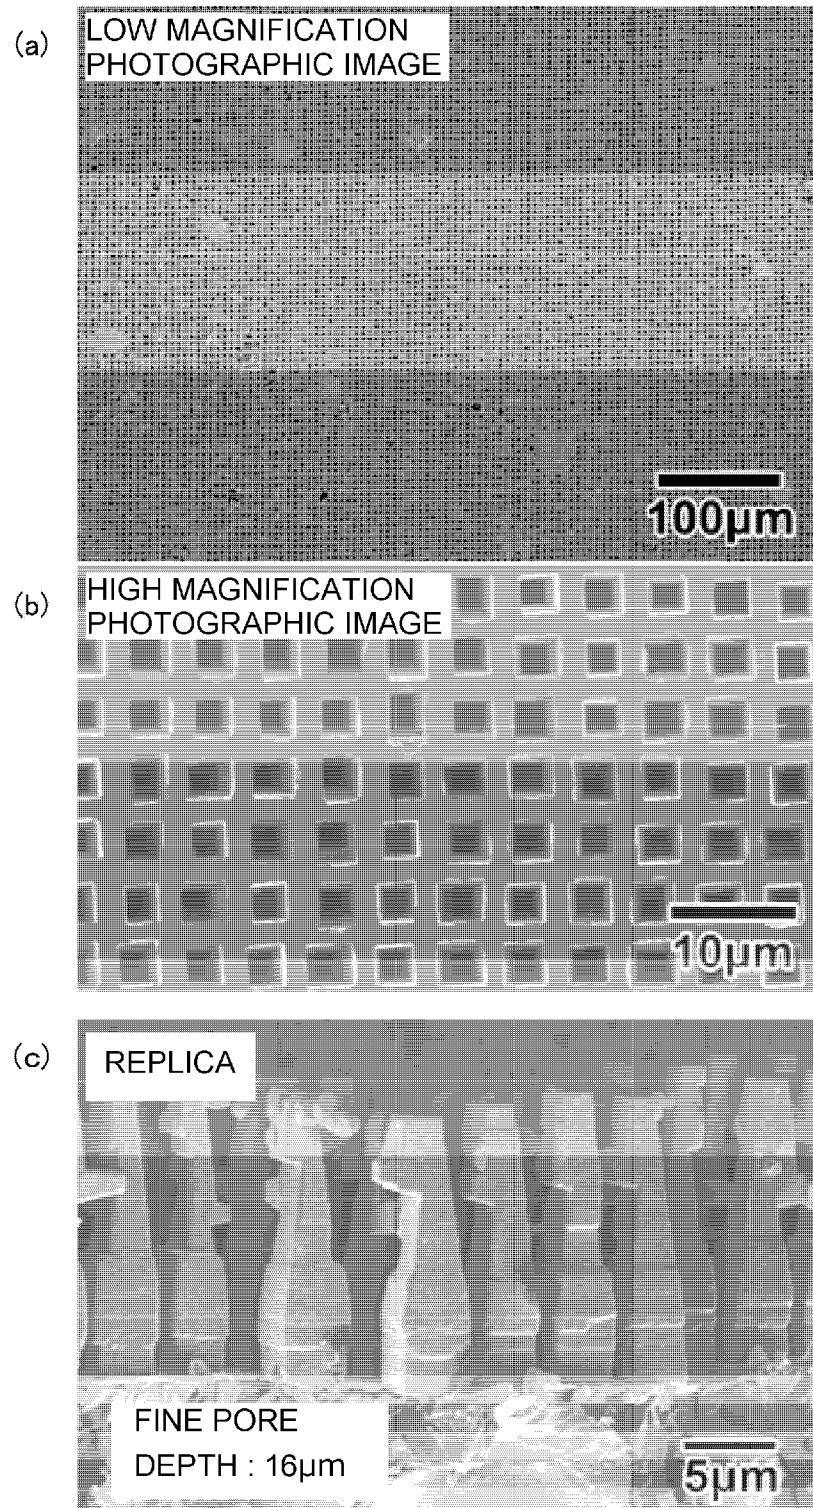 (a)
LOW MAGNIFICATION
PHOTOGRAPHIC IMAGE
100μm
(b)
HIGH MAGNIFICATION
PHOTOGRAPHIC IMAGE
10μm
(c)
REPLICA
FINE PORE
DEPTH : 16μm
5μm